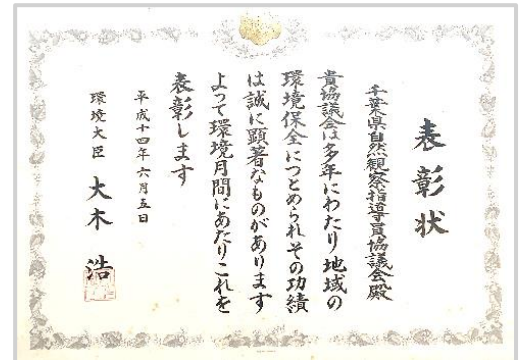 表彰状
千葉県自然観察指導員協議会殿
貴協議会は多年にわたり地域の
環境保全につとめられその功績
は誠に顕著なものがあります
よって環境月間にあたりこれを
表彰します
平成十四年六月五日
環境大臣 大木 浩